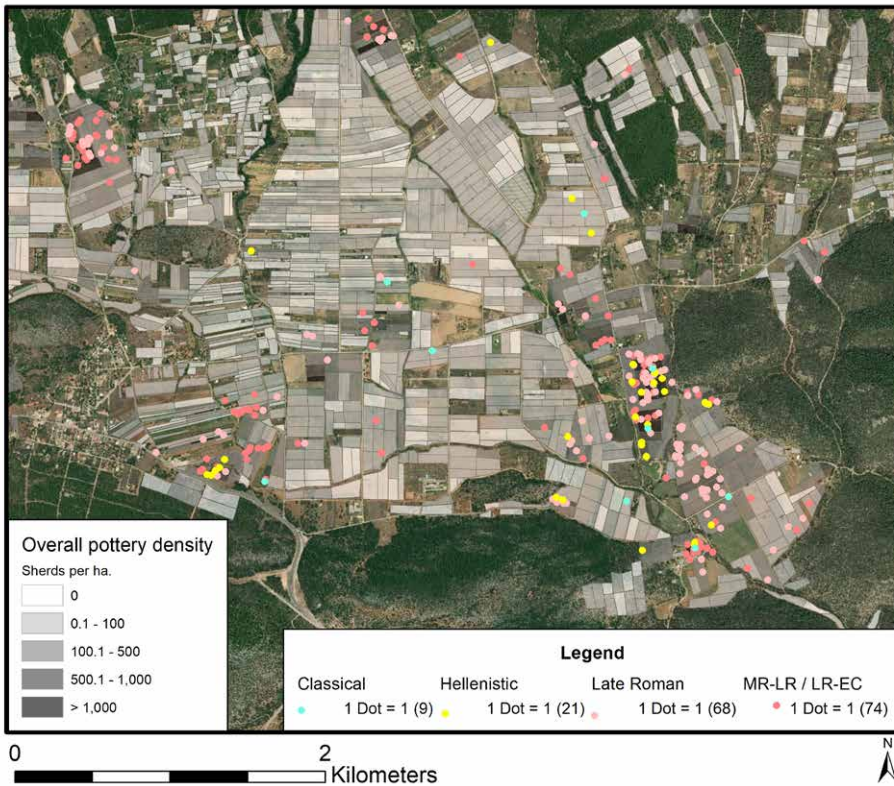 Overall pottery density
Sherds per ha.
0
0.1 - 100
100.1 - 500
500.1 - 1,000
> 1,000
Legend
Classical Hellenistic Late Roman MR-LR / LR-EC
1 Dot = 1 (9) 1 Dot = 1 (21) 1 Dot = 1 (68) 1 Dot = 1 (74)
0 2
Kilometers
N